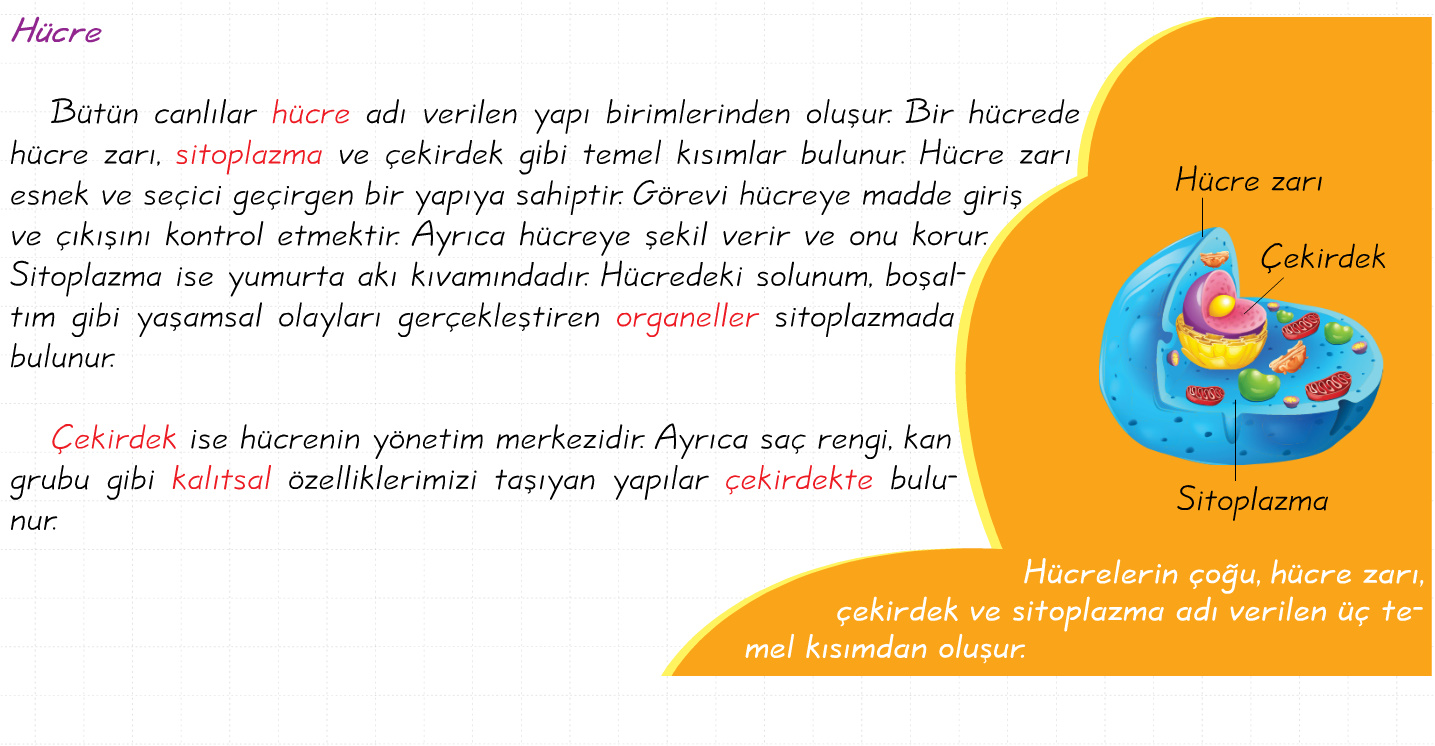 Hücre
Bütün canlılar hücre adı verilen yapı birimlerinden oluşur. Bir hücrede
hücre zarı, sitoplazma ve çekirdek gibi temel kısımlar bulunur. Hücre zarı
esnek ve seçici geçirgen bir yapıya sahiptir. Görevi hücreye madde giriş
ve çıkışını kontrol etmektir. Ayrıca hücreye şekil verir ve onu korur.
Sitoplazma ise yumurta akı kıvamındadır. Hücredeki solunum, boşal-
tım gibi yaşamsal olayları gerçekleştiren organeller sitoplazmada
bulunur.
Çekirdek ise hücrenin yönetim merkezidir. Ayrıca saç rengi, kan
grubu gibi kalıtsal özelliklerimizi taşıyan yapılar çekirdekte bulu-
nur.
Hücre zarı
Çekirdek
Sitoplazma
Hücrelerin çoğu, hücre zarı,
çekirdek ve sitoplazma adı verilen üç te-
mel kısımdan oluşur.